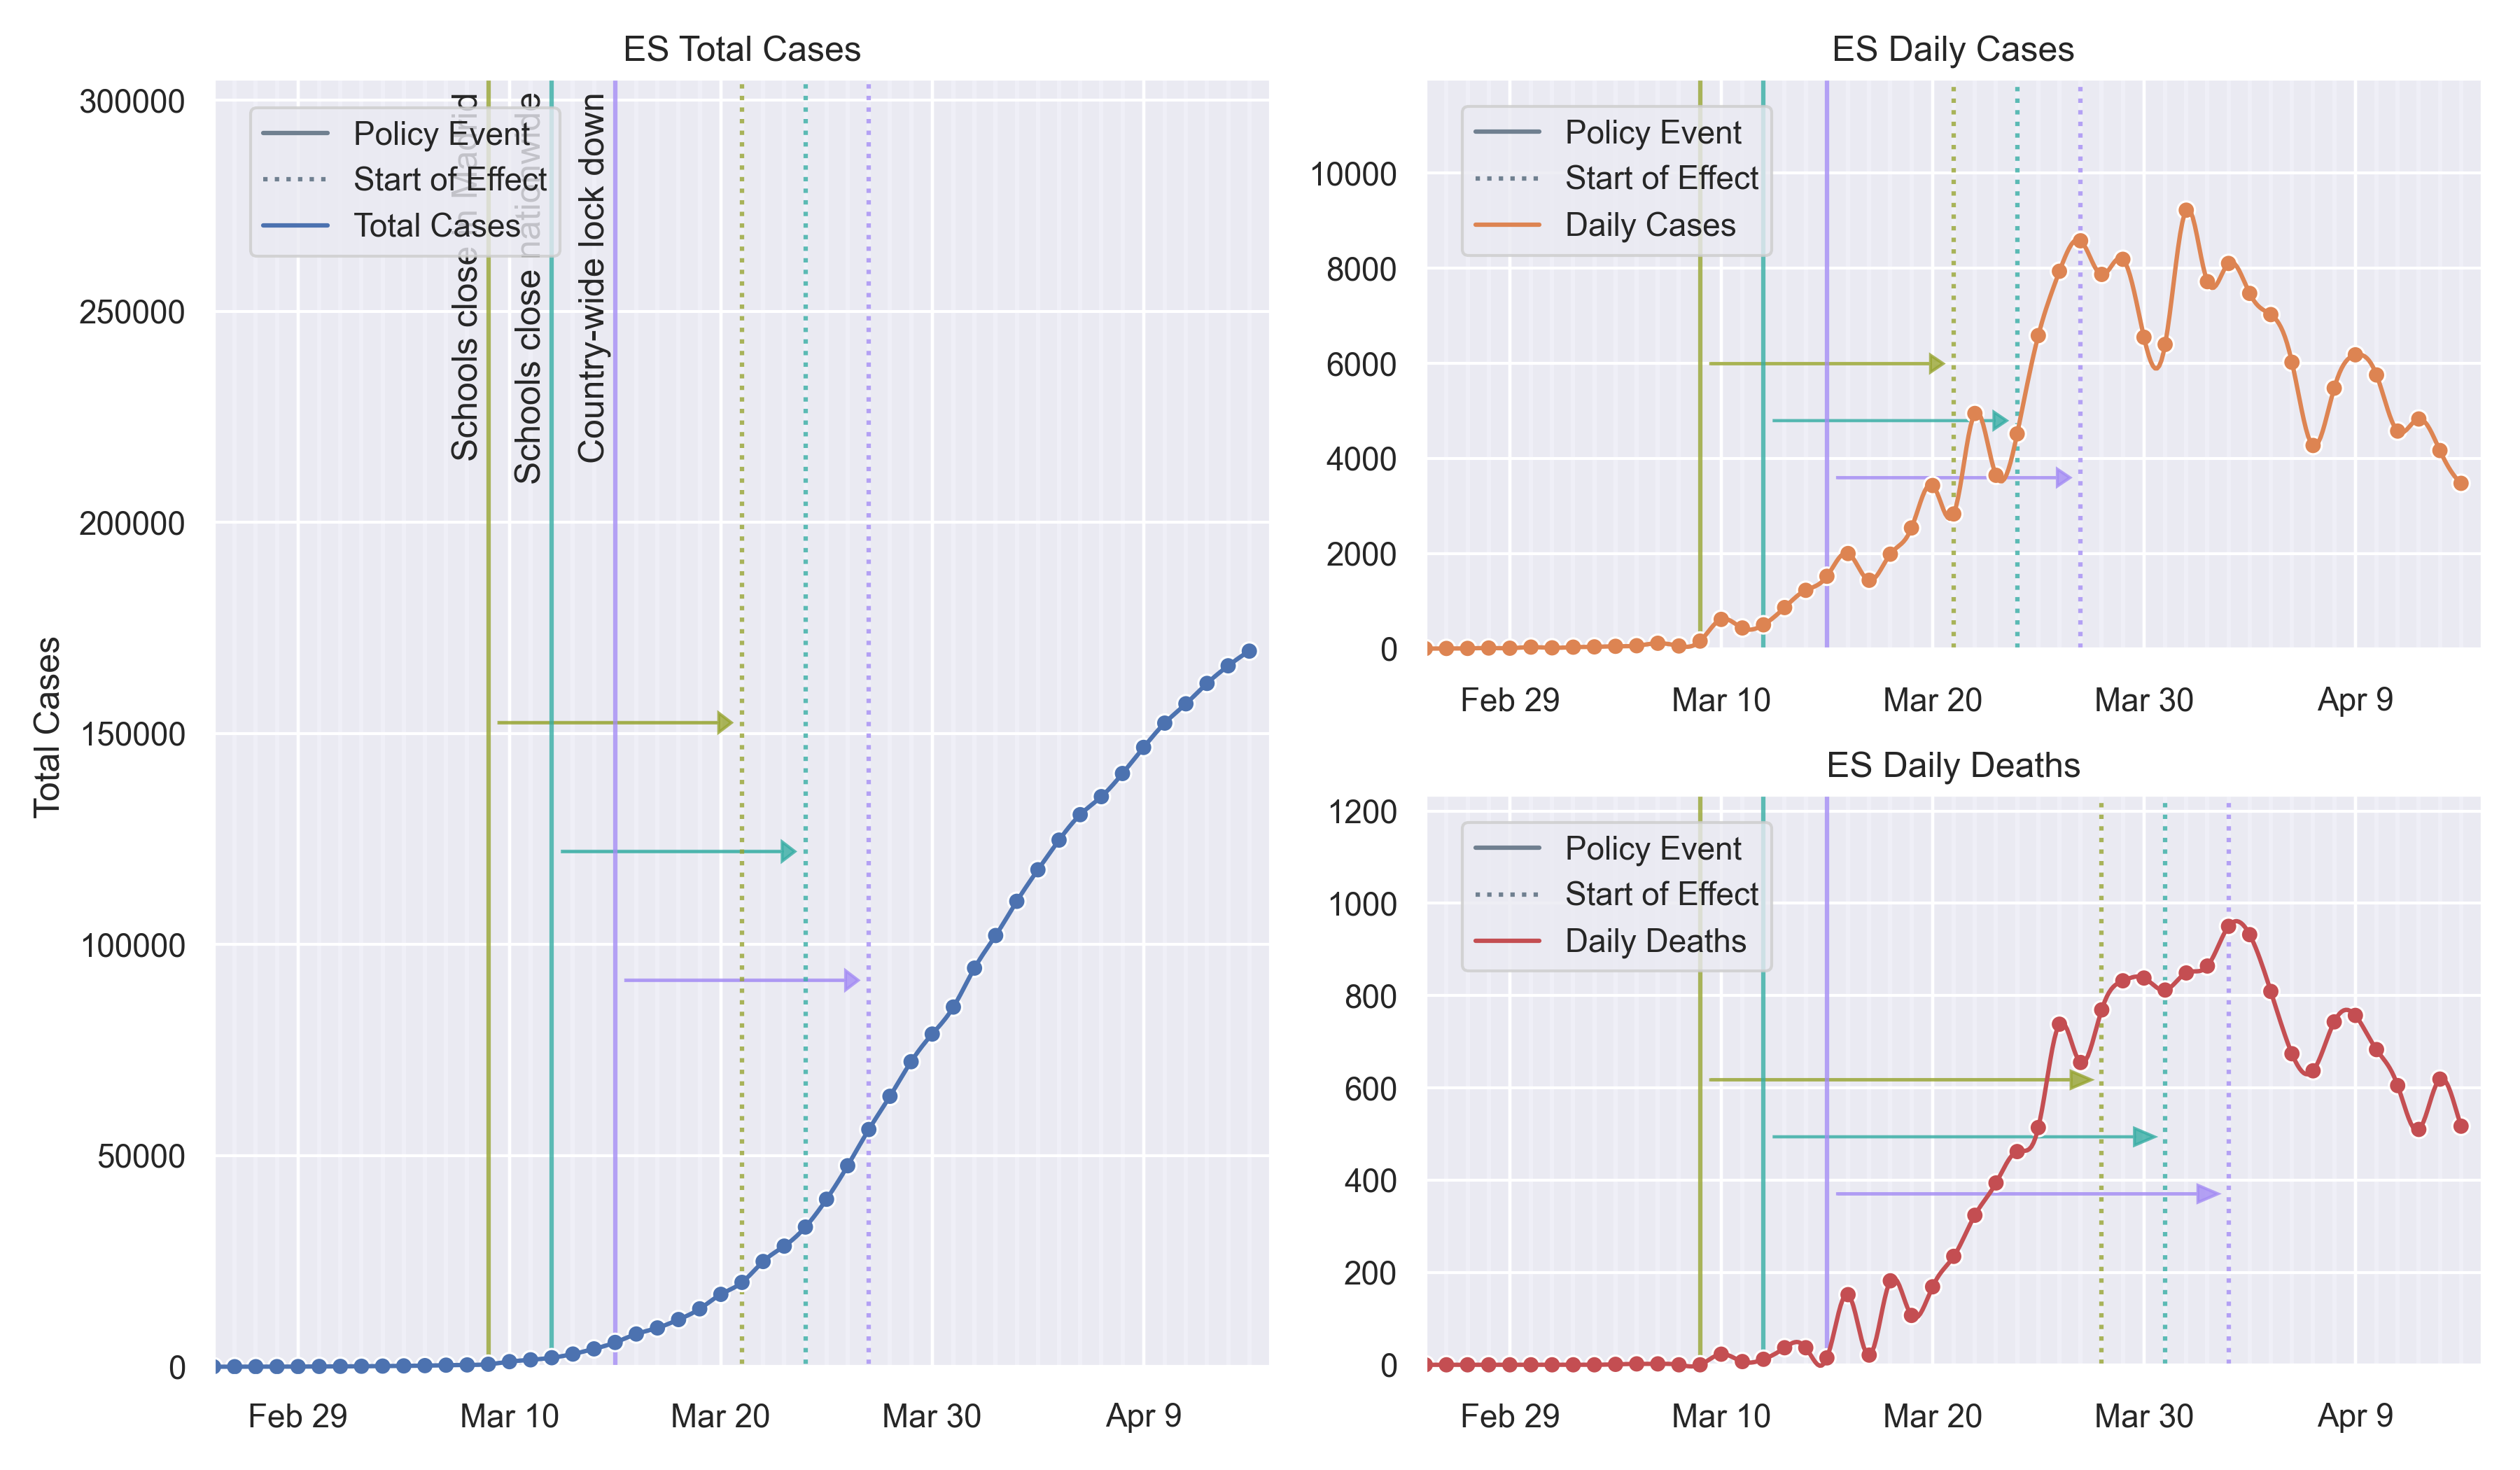 ES Total Cases
300000
250000
200000
150000
100000
50000
0
Total Cases
Policy Event
Start of Effect
Total Cases
Schools close in Madrid
Schools close nationwide
Country-wide lock down
Feb 29
Mar 10
Mar 20
Mar 30
Apr 9
ES Daily Cases
10000
8000
6000
4000
2000
0
Policy Event
Start of Effect
Daily Cases
Feb 29
Mar 10
Mar 20
Mar 30
Apr 9
ES Daily Deaths
1200
1000
800
600
400
200
0
Policy Event
Start of Effect
Daily Deaths
Feb 29
Mar 10
Mar 20
Mar 30
Apr 9